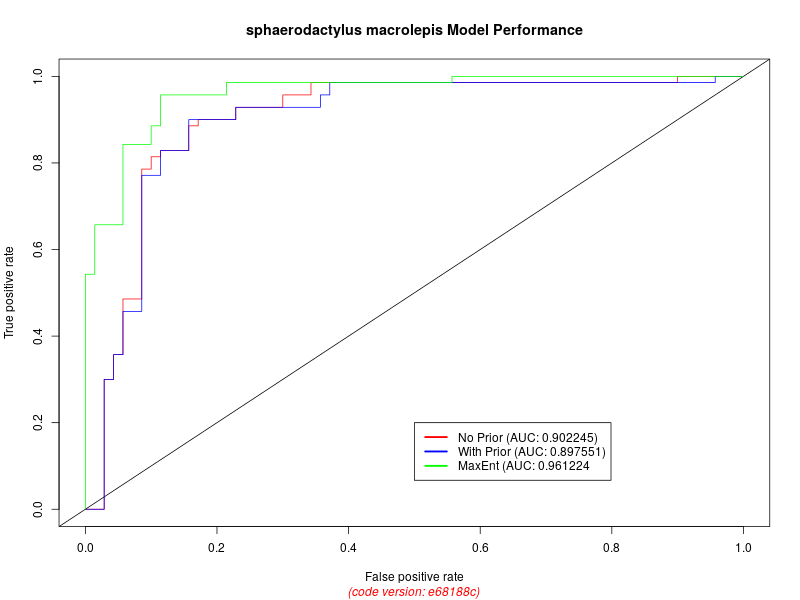 sphaerodactylus macrolepis Model Performance
True positive rate
1.0
0.8
0.6
0.4
0.2
0.0
No Prior (AUC: 0.902245)
With Prior (AUC: 0.897551)
MaxEnt (AUC: 0.961224
0.0 0.2 0.4 0.6 0.8 1.0
False positive rate
(code version: e68188c)